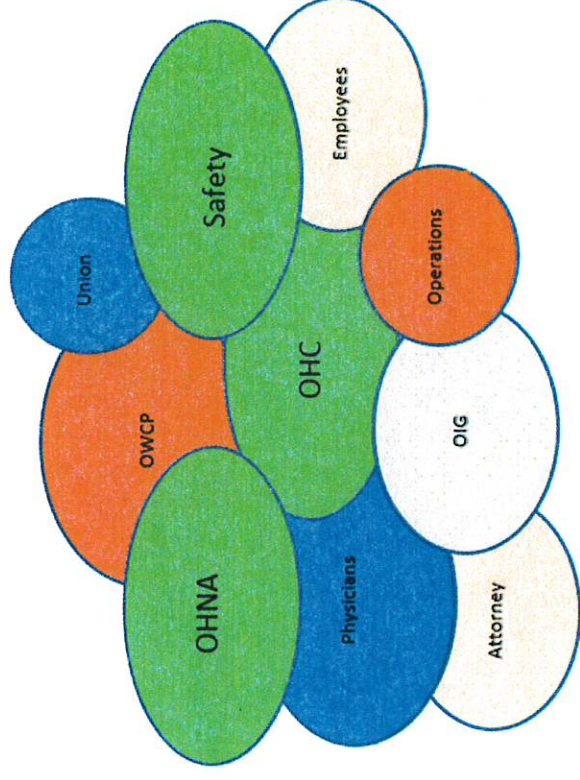 Union
OWCP
OHNA
Safety
OHC
Employees
Physicians
Operations
OIG
Attorney